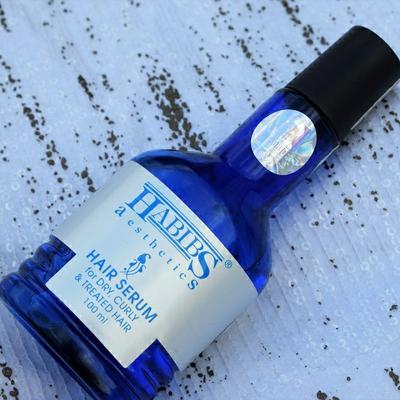 HABIBS®
aesthetics
HAIR SERUM
for DRY, CURLY
& TREATED HAIR
100 ml